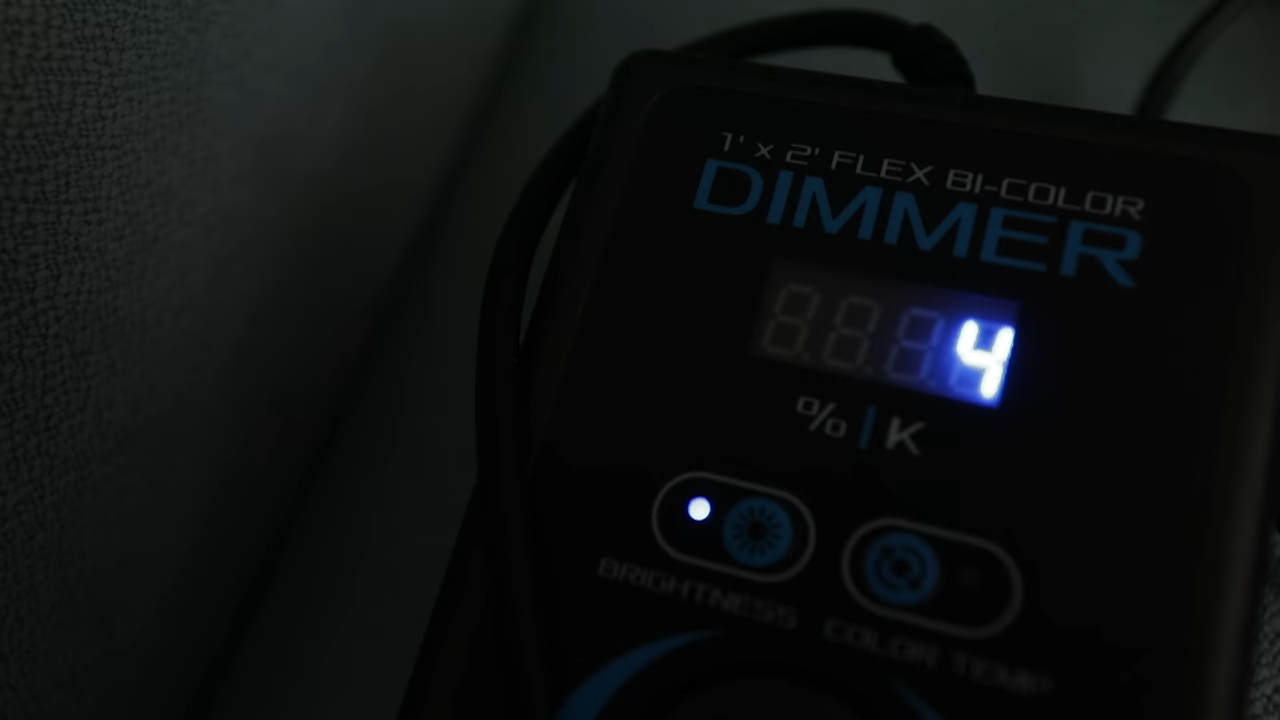 1' x 2' FLEX BI-COLOR
DIMMER
4
% | K
BRIGHTNESS
COLOR TEMP